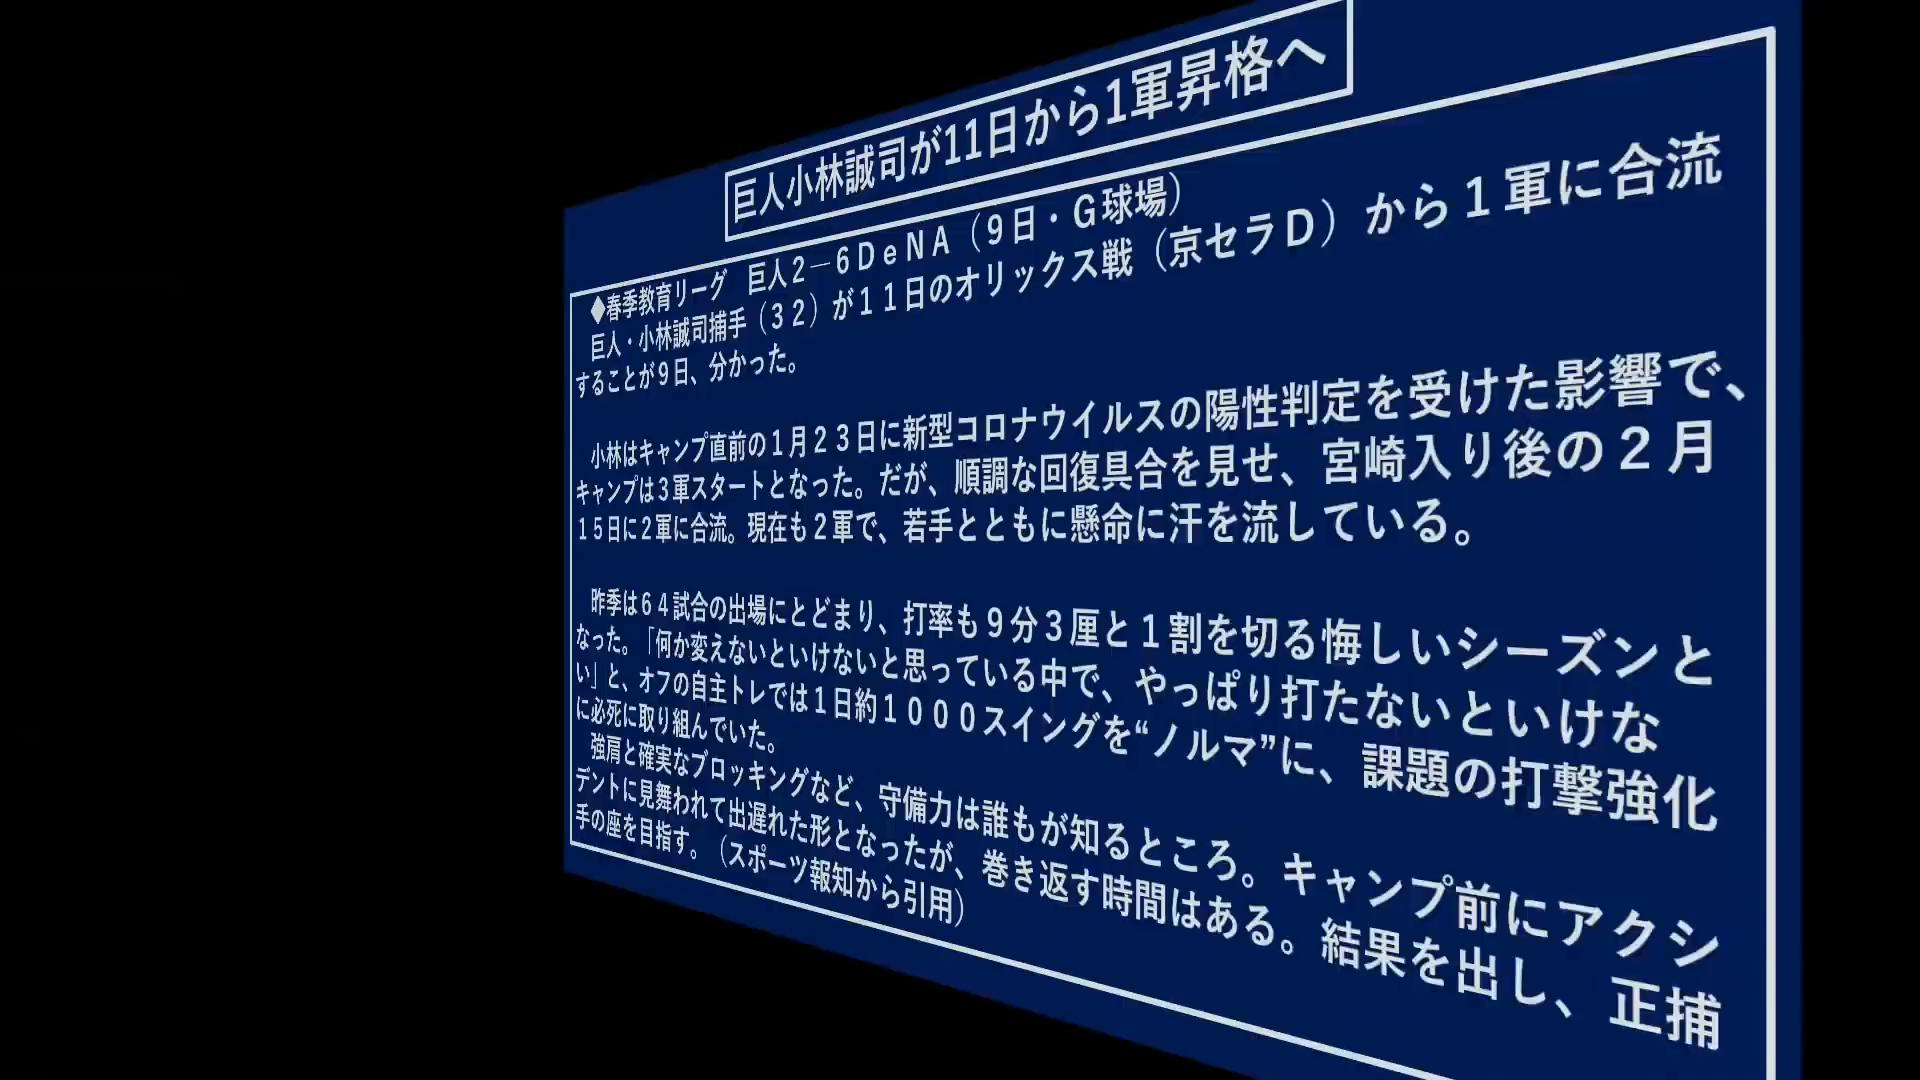 巨人小林誠司が11日から1軍昇格へ
◆春季教育リーグ　巨人２―６ＤｅＮＡ（９日・Ｇ球場）
巨人・小林誠司捕手（３２）が１１日のオリックス戦（京セラＤ）から１軍に合流
することが９日、分かった。
小林はキャンプ直前の１月２３日に新型コロナウイルスの陽性判定を受けた影響で、
キャンプは３軍スタートとなった。だが、順調な回復具合を見せ、宮崎入り後の２月
１５日に２軍に合流。現在も２軍で、若手とともに懸命に汗を流している。
昨季は６４試合の出場にとどまり、打率も９分３厘と１割を切る悔しいシーズンと
なった。「何か変えないといけないと思っている中で、やっぱり打たないといけな
い」と、オフの自主トレでは１日約１０００スイングを“ノルマ”に、課題の打撃強化
に必死に取り組んでいた。
強肩と確実なブロッキングなど、守備力は誰もが知るところ。キャンプ前にアクシ
デントに見舞われて出遅れた形となったが、巻き返す時間はある。結果を出し、正捕
手の座を目指す。（スポーツ報知から引用）